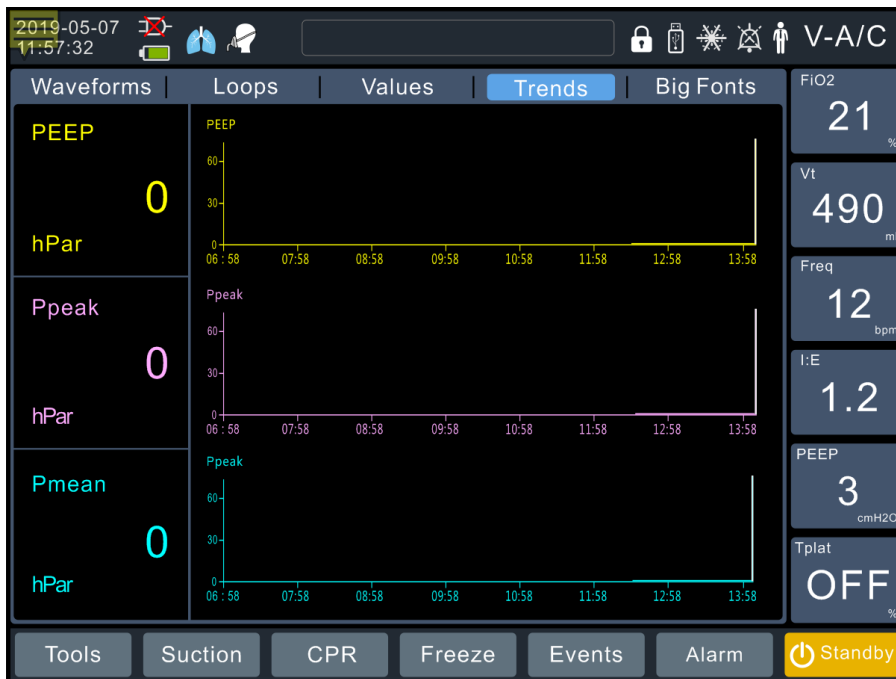 2019-05-07
11:57:32
V-A/C
Waveforms | Loops | Values | Trends | Big Fonts
PEEP
0
hPar
PEEP
60
30
0
06 : 58 07:58 08:58 09:58 10:58 11:58 12:58 13:58
Ppeak
0
hPar
Ppeak
60
30
0
06 : 58 07:58 08:58 09:58 10:58 11:58 12:58 13:58
Pmean
0
hPar
Ppeak
60
30
0
06 : 58 07:58 08:58 09:58 10:58 11:58 12:58 13:58
FiO2
21
%
Vt
490
Freq
12
bpm
I:E
1.2
PEEP
3
cmH2O
Tplat
OFF
%
Tools Suction CPR Freeze Events Alarm Standby